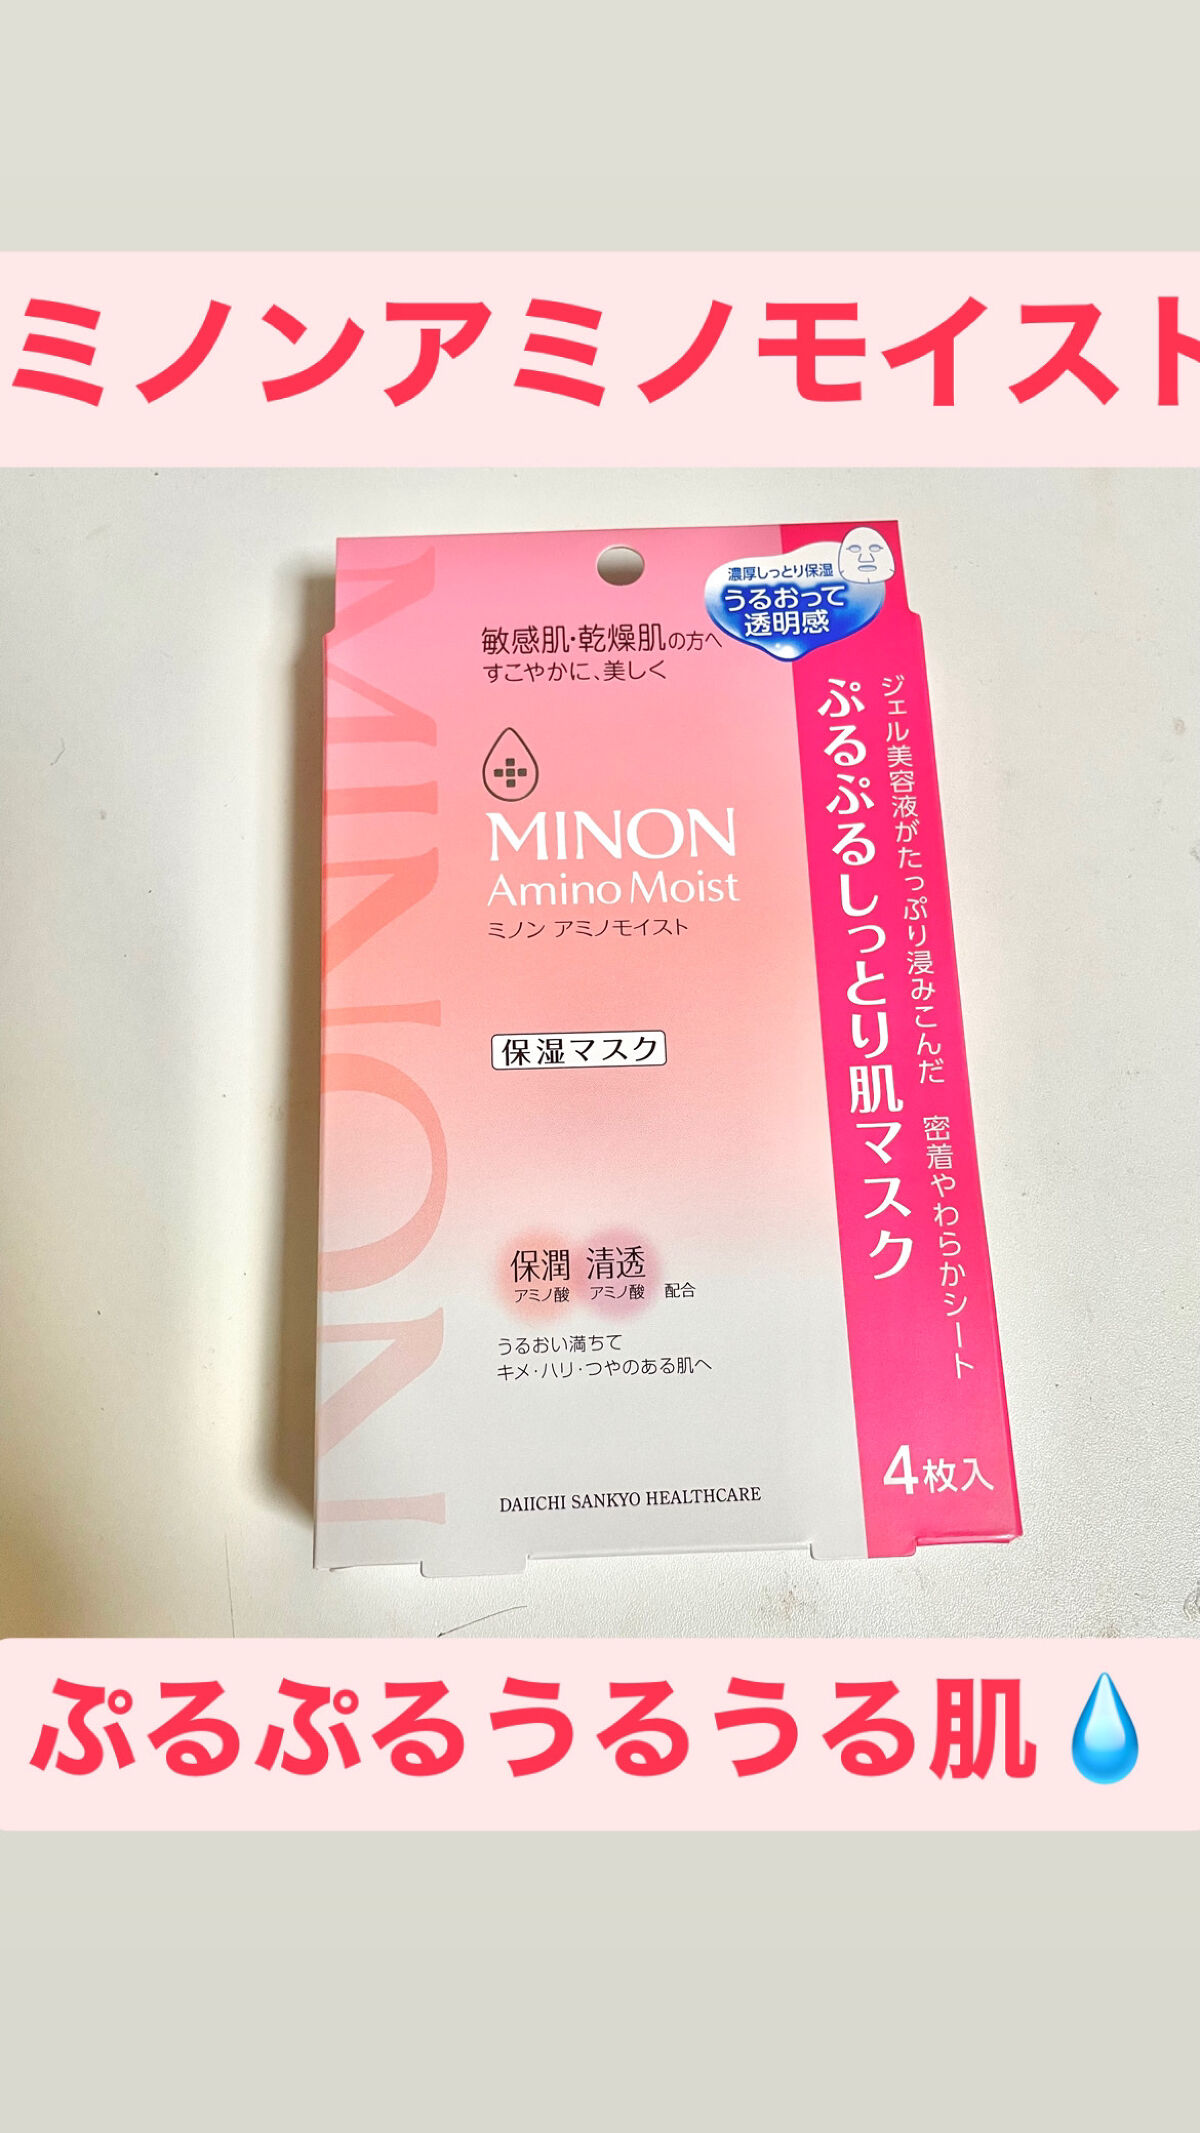 ミノンアミノモイスト
濃厚しっとり保湿
うるおって
透明感
敏感肌・乾燥肌の方へ
すこやかに、美しく
MINON
MINON
Amino Moist
ミノン アミノモイスト
保湿マスク
保潤 清透
アミノ酸 アミノ酸 配合
うるおい満ちて
キメ・ハリ・つやのある肌へ
DAIICHI SANKYO HEALTHCARE
ジェル美容液がたっぷり浸みこんだ 密着やわらかシート
ぷるぷるしっとり肌マスク
4枚入
ぷるぷるうるうる肌💧